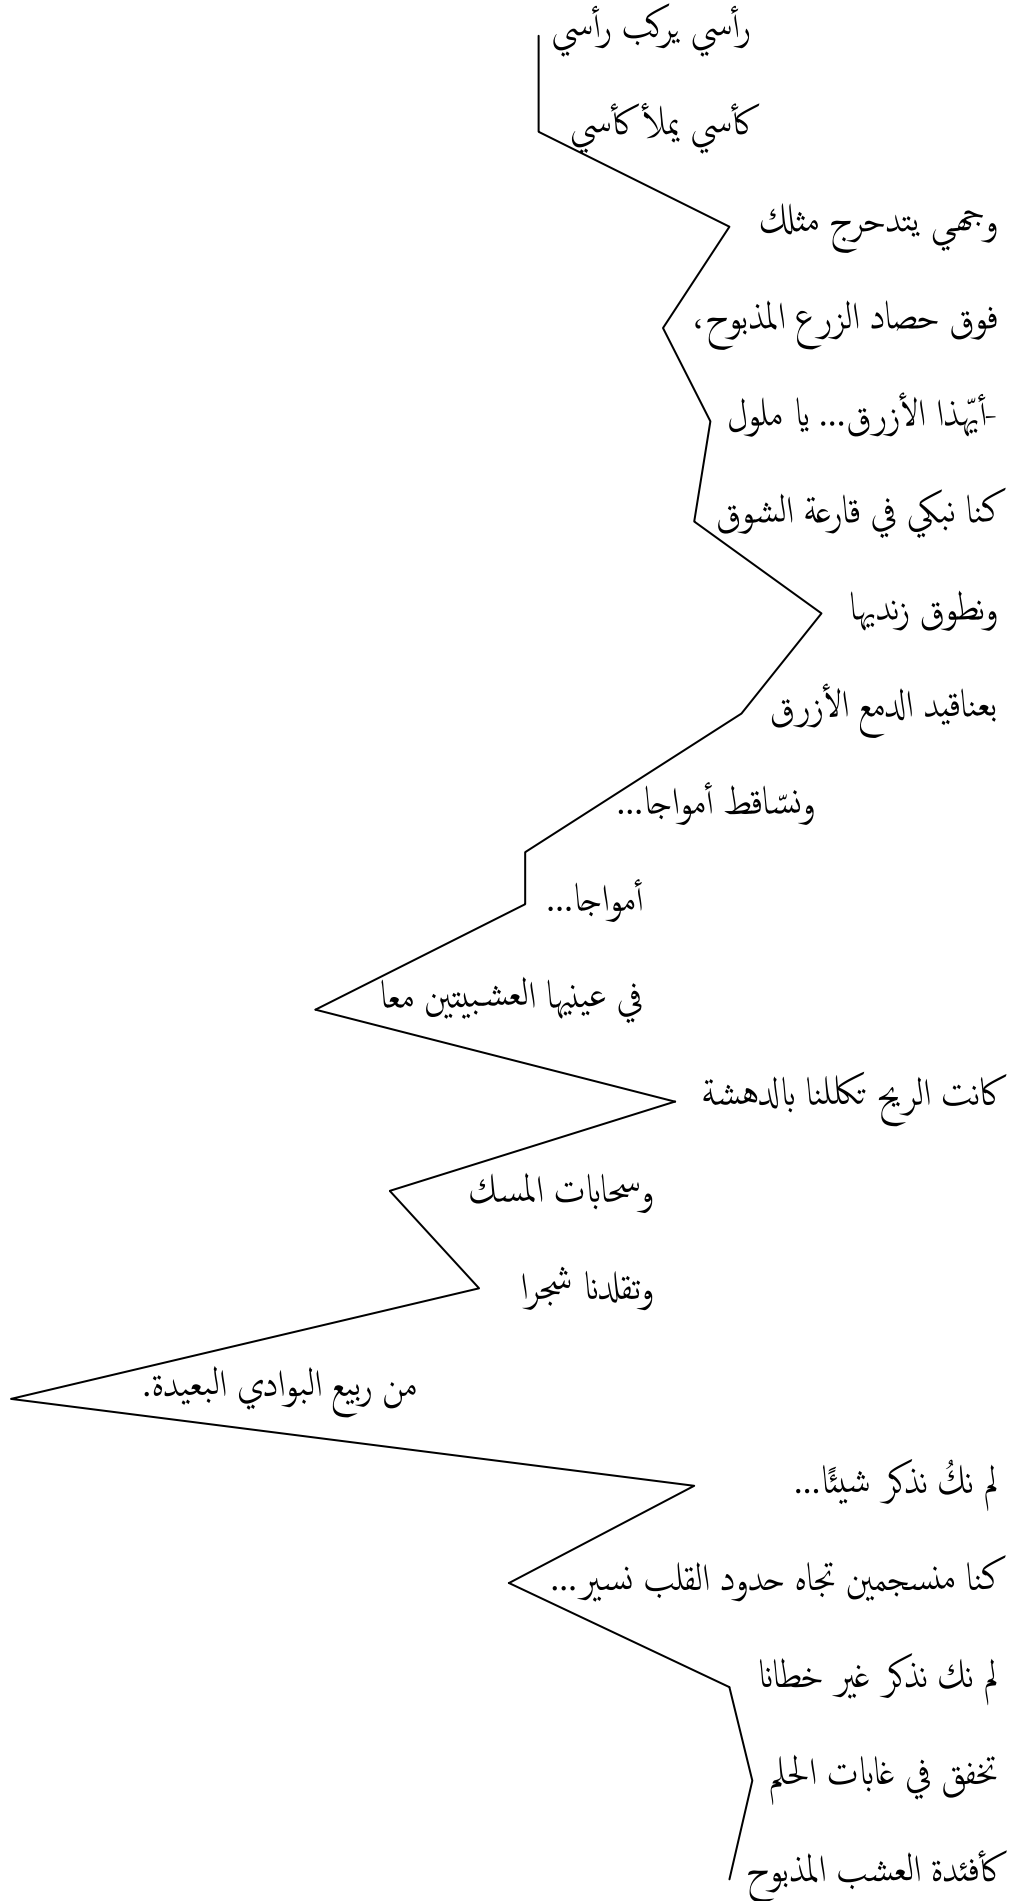 رأسي يركب رأسي
كأسي يملأ كأسي
وجهي يتدحرج مثلك
فوق حصاد الزرع المذبوح،
-أيّهذا الأزرق... يا ملول
كنا نبكي في قارعة الشوق
ونطوق زنديها
بعناقيد الدمع الأزرق
ونسّاقط أمواجا...
أمواجا...
في عينيها العشبيتين معا
كانت الريح تكللنا بالدهشة
وسحابات المسك
وتقلدنا شجرا
من ربيع البوادي البعيدة.
لم نكُ نذكر شيئًا...
كنا منسجمين تجاه حدود القلب نسير...
لم نك نذكر غير خطانا
تخفق في غابات الحلم
كأفئدة العشب المذبوح